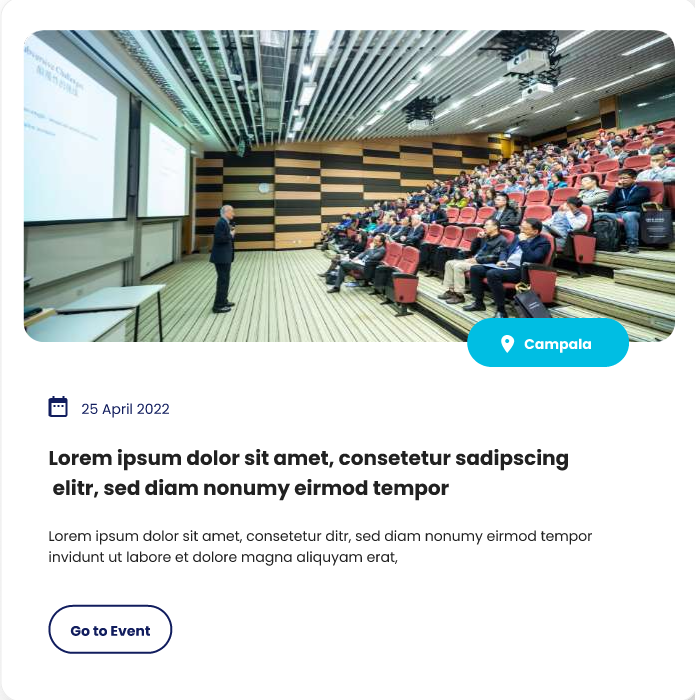 Campala
25 April 2022
Lorem ipsum dolor sit amet, consetetur sadipscing
elitr, sed diam nonumy eirmod tempor
Lorem ipsum dolor sit amet, consetetur ditr, sed diam nonumy eirmod tempor
invidunt ut labore et dolore magna aliquyam erat,
Go to Event